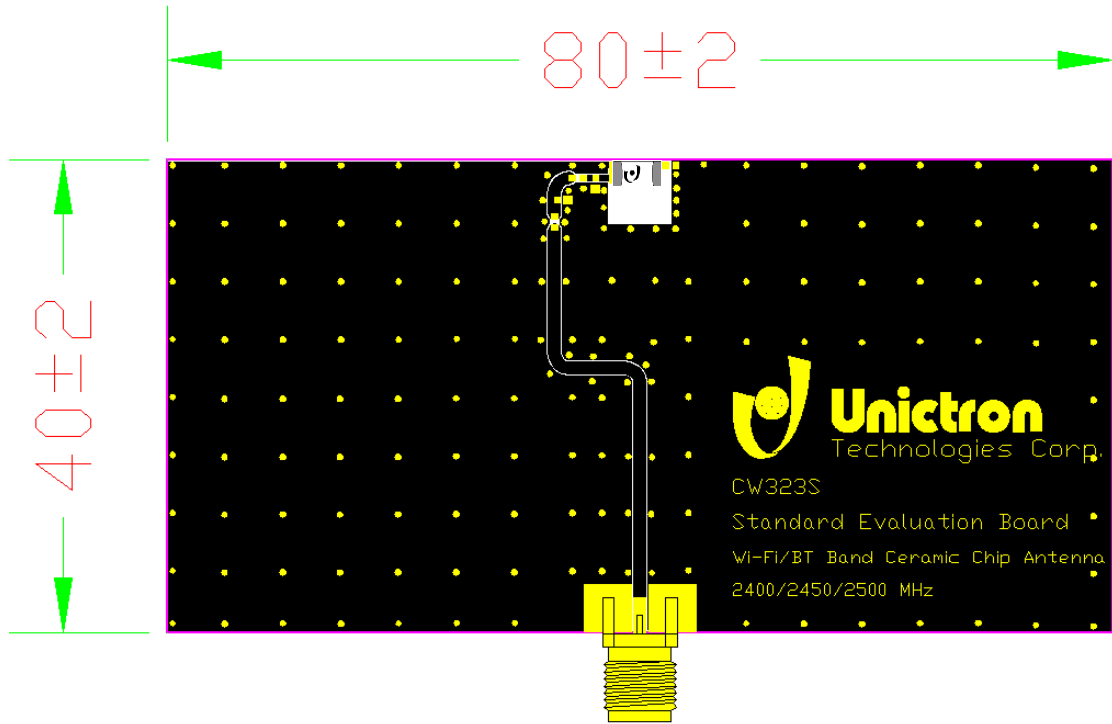 80±2
40±2
Unictron
Technologies Corp.
CW323S
Standard Evaluation Board
Wi-Fi/BT Band Ceramic Chip Antenna
2400/2450/2500 MHz